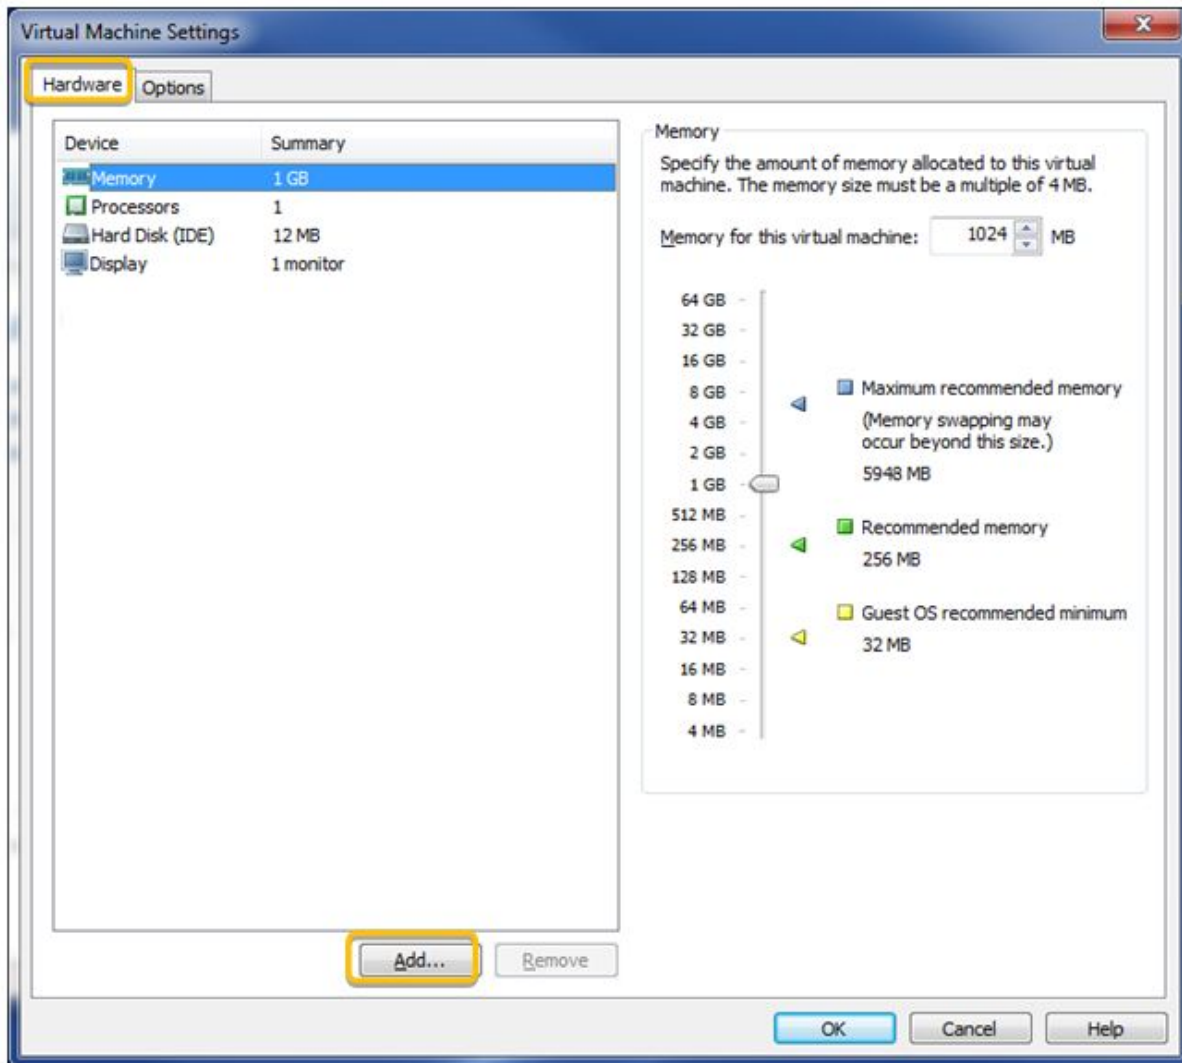 Virtual Machine Settings
Hardware Options
Device Summary
Memory 1 GB
Processors 1
Hard Disk (IDE) 12 MB
Display 1 monitor
Add... Remove
Memory
Specify the amount of memory allocated to this virtual
machine. The memory size must be a multiple of 4 MB.
Memory for this virtual machine: 1024 MB
64 GB
32 GB
16 GB
8 GB
4 GB
2 GB
1 GB
512 MB
256 MB
128 MB
64 MB
32 MB
16 MB
8 MB
4 MB
Maximum recommended memory
(Memory swapping may
occur beyond this size.)
5948 MB
Recommended memory
256 MB
Guest OS recommended minimum
32 MB
OK Cancel Help